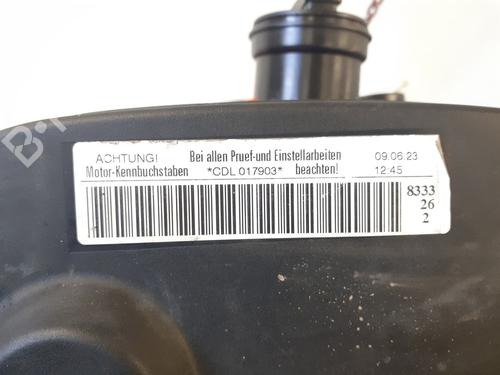 ACHTUNG! Bei allen Pruef-und Einstellarbeiten 09.06.23
Motor-Kennbuchstaben *CDL 017903* beachten! 12:45
8333
26
2